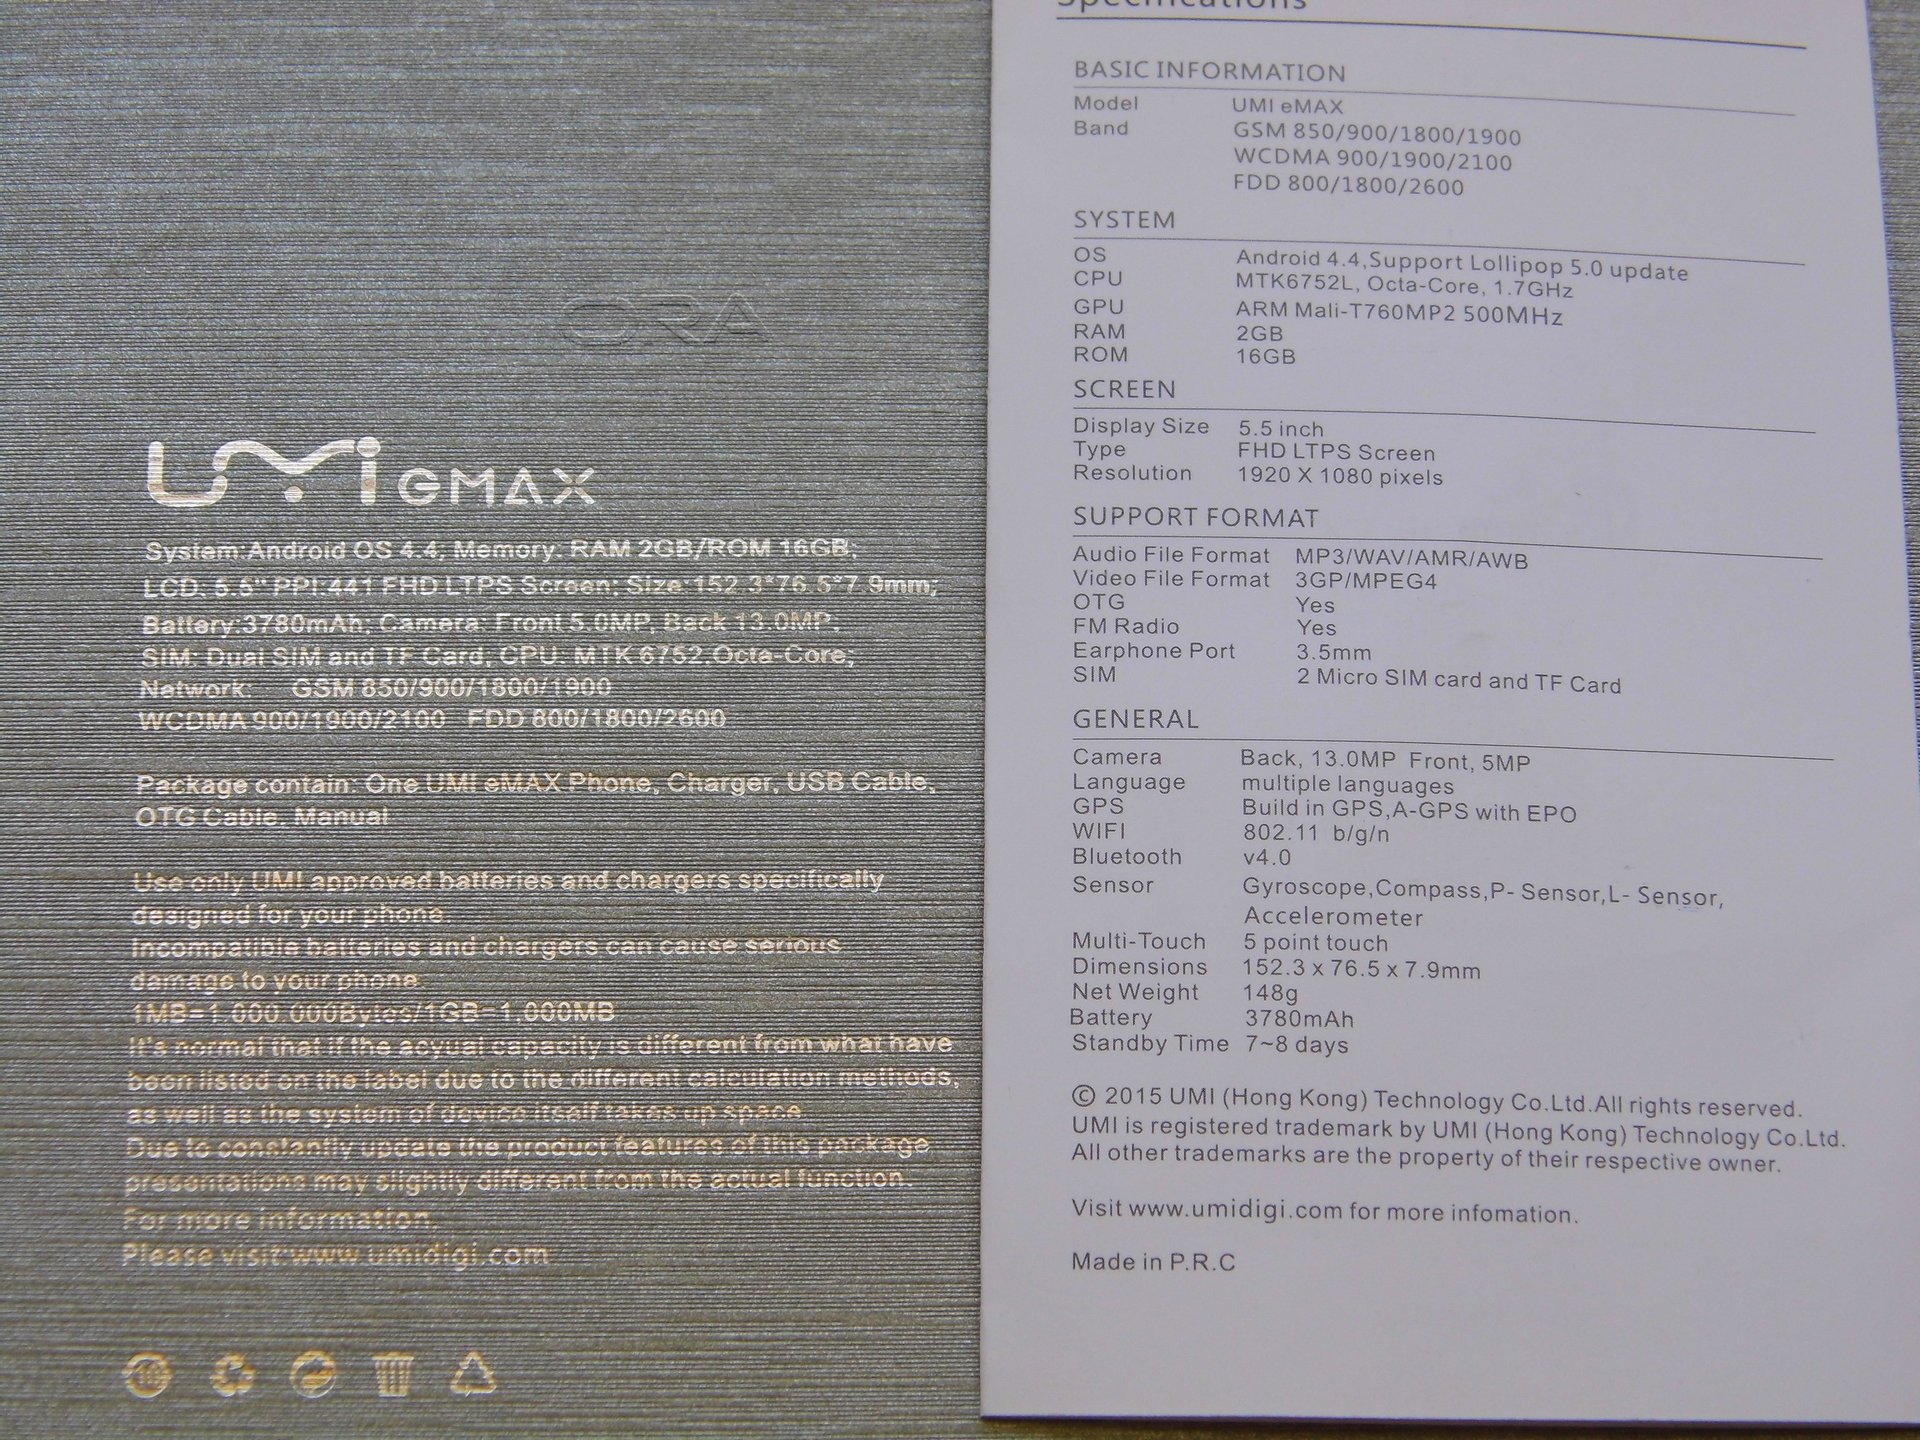 ORA
UMi eMAX
System:Android OS 4.4, Memory: RAM 2GB/ROM 16GB;
LCD: 5.5" PPI:441 FHD LTPS Screen; Size:152.3*76.5*7.9mm;
Battery:3780mAh; Camera: Front 5.0MP, Back 13.0MP,
SIM: Dual SIM and TF Card, CPU: MTK 6752.Octa-Core;
Network: GSM 850/900/1800/1900
WCDMA 900/1900/2100 FDD 800/1800/2600
Package contain: One UMI eMAX Phone, Charger, USB Cable,
OTG Cable, Manual
Use only UMI approved batteries and chargers specifically
designed for your phone.
Incompatible batteries and chargers can cause serious
damage to your phone.
1MB=1,000,000Bytes/1GB=1,000MB
It's normal that if the acyual capacity is different from what have
been listed on the label due to the different calculation methods,
as well as the system of device itself takes up space.
Due to constantly update the product features of this package
presentations may slightly different from the actual function.
For more information.
Please visit:www.umidigi.com
Specifications
BASIC INFORMATION
Model UMI eMAX
Band GSM 850/900/1800/1900
WCDMA 900/1900/2100
FDD 800/1800/2600
SYSTEM
OS Android 4.4,Support Lollipop 5.0 update
CPU MTK6752L, Octa-Core, 1.7GHz
GPU ARM Mali-T760MP2 500MHz
RAM 2GB
ROM 16GB
SCREEN
Display Size 5.5 inch
Type FHD LTPS Screen
Resolution 1920 X 1080 pixels
SUPPORT FORMAT
Audio File Format MP3/WAV/AMR/AWB
Video File Format 3GP/MPEG4
OTG Yes
FM Radio Yes
Earphone Port 3.5mm
SIM 2 Micro SIM card and TF Card
GENERAL
Camera Back, 13.0MP Front, 5MP
Language multiple languages
GPS Build in GPS,A-GPS with EPO
WIFI 802.11 b/g/n
Bluetooth v4.0
Sensor Gyroscope,Compass,P- Sensor,L- Sensor,
Accelerometer
Multi-Touch 5 point touch
Dimensions 152.3 x 76.5 x 7.9mm
Net Weight 148g
Battery 3780mAh
Standby Time 7~8 days
© 2015 UMI (Hong Kong) Technology Co.Ltd.All rights reserved.
UMI is registered trademark by UMI (Hong Kong) Technology Co.Ltd.
All other trademarks are the property of their respective owner.
Visit www.umidigi.com for more infomation.
Made in P.R.C